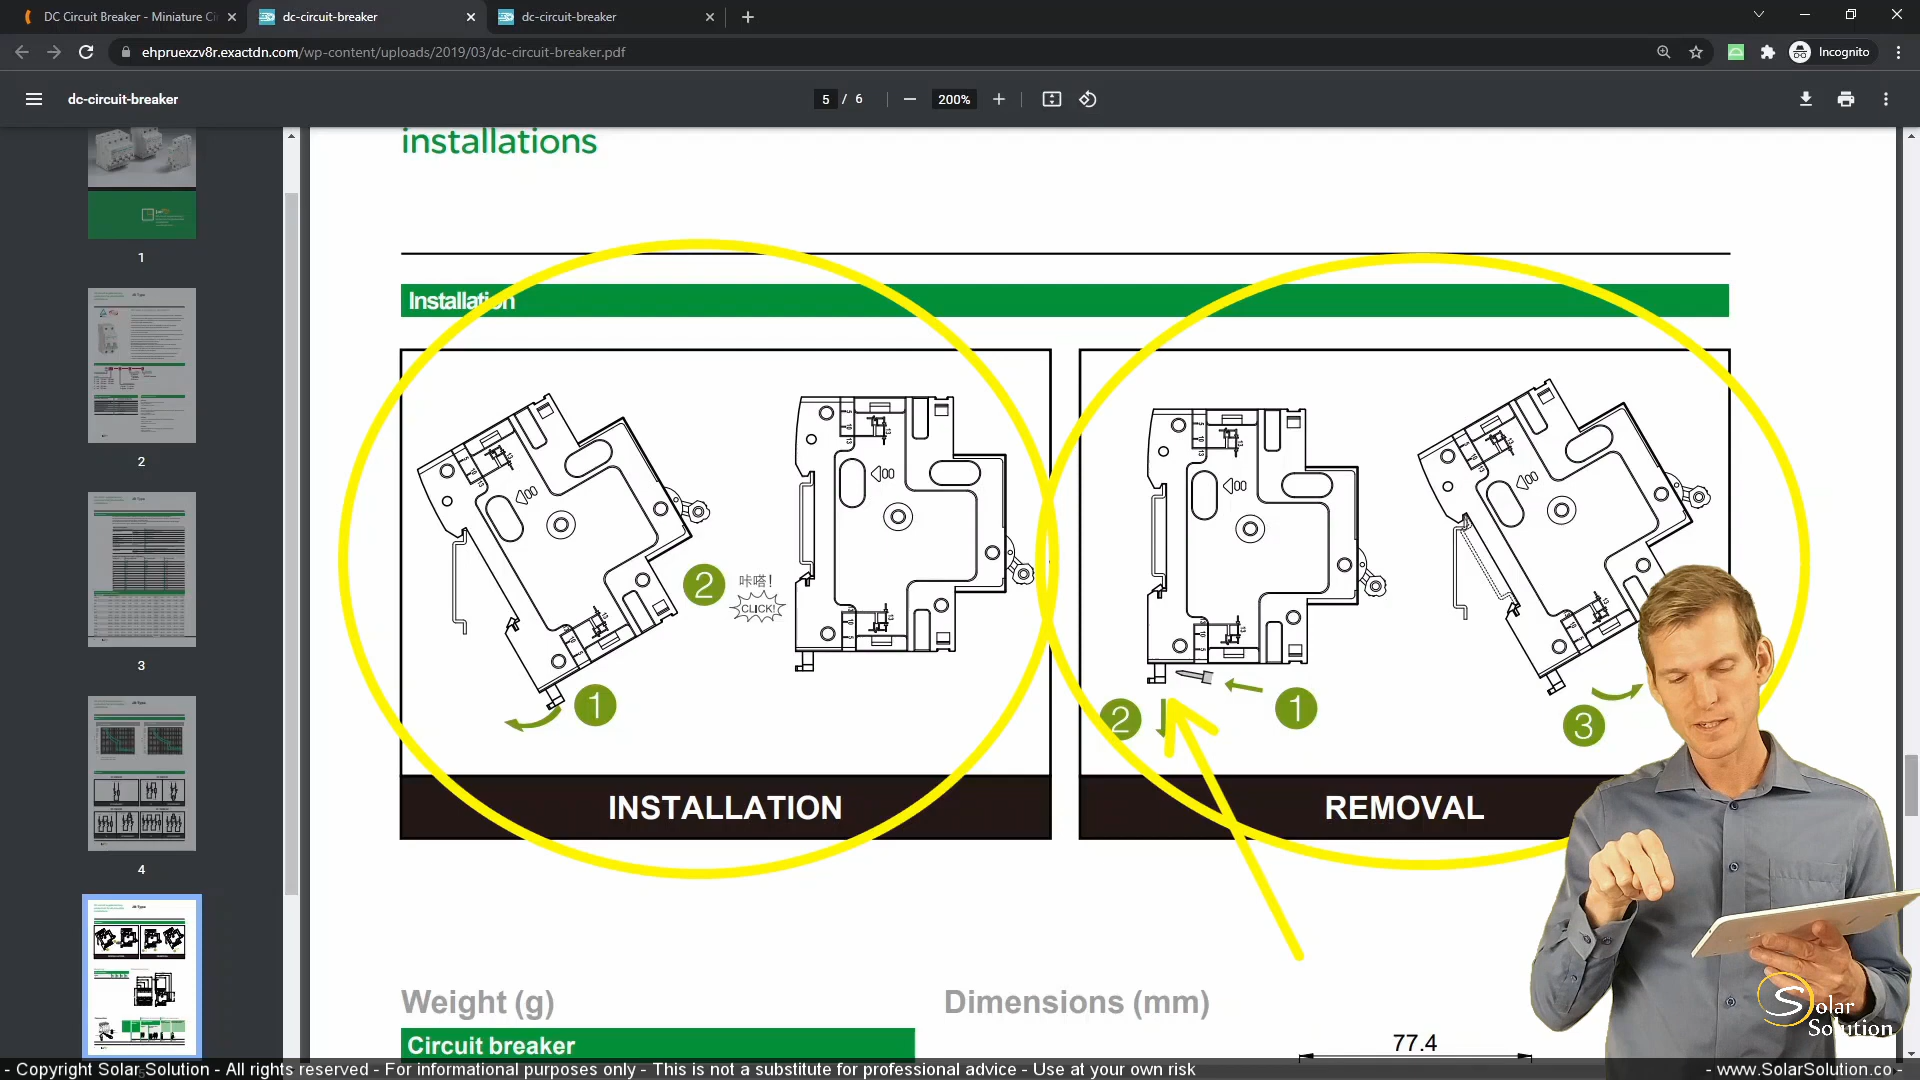 DC Circuit Breaker - Miniature Ci
dc-circuit-breaker
dc-circuit-breaker
ehpruexzv8r.exactdn.com/wp-content/uploads/2019/03/dc-circuit-breaker.pdf
Incognito
dc-circuit-breaker
5 / 6
200%
1
2
3
4
installations
Installation
2
咔嗒!
CLICK!
1
INSTALLATION
2
1
3
REMOVAL
Weight (g)
Dimensions (mm)
Circuit breaker
77.4
Solar
Solution
- Copyright Solar Solution - All rights reserved - For informational purposes only - This is not a substitute for professional advice - Use at your own risk
- www.SolarSolution.co -